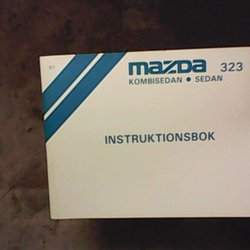 mazda 323
KOMBISEDAN • SEDAN
INSTRUKTIONSBOK